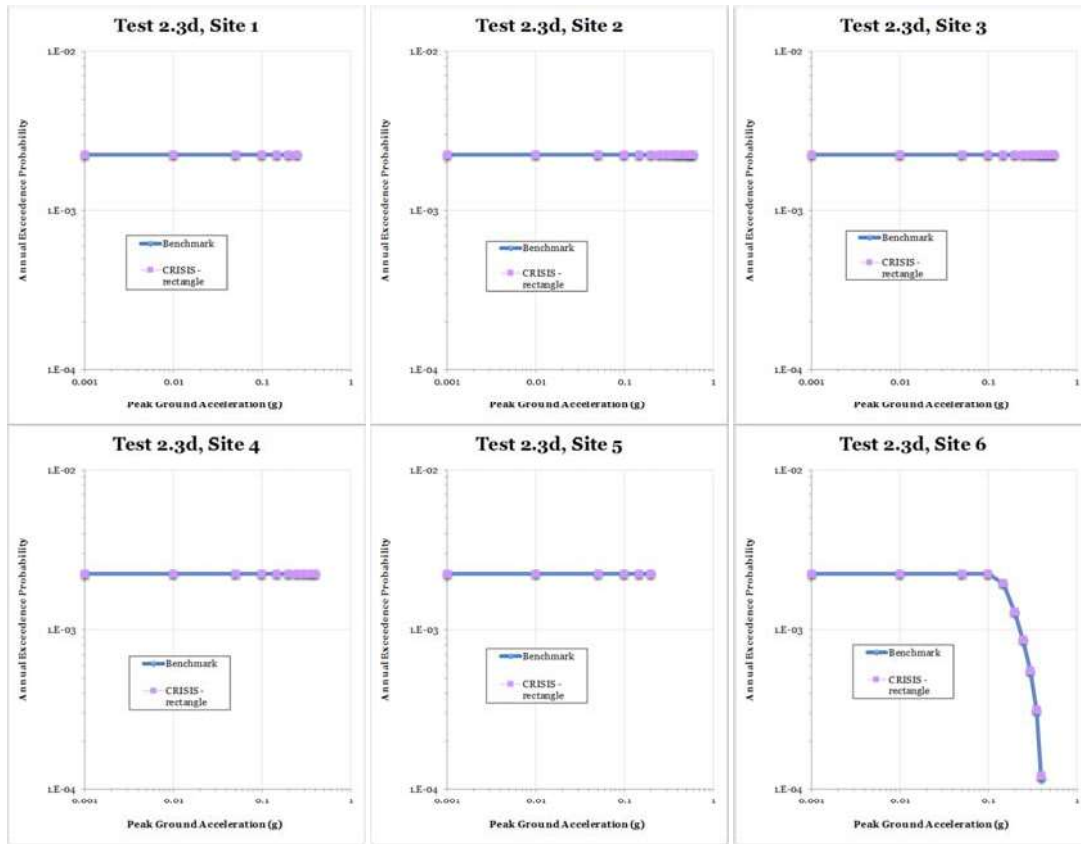 Test 2.3d, Site 1
1.E-02
1.E-03
1.E-04
Annual Exceedence Probability
Benchmark
CRISIS -
rectangle
0.001
0.01
0.1
1
Peak Ground Acceleration (g)
Test 2.3d, Site 2
1.E-02
1.E-03
1.E-04
Annual Exceedence Probability
Benchmark
CRISIS -
rectangle
0.001
0.01
0.1
1
Peak Ground Acceleration (g)
Test 2.3d, Site 3
1.E-02
1.E-03
1.E-04
Annual Exceedence Probability
Benchmark
CRISIS -
rectangle
0.001
0.01
0.1
1
Peak Ground Acceleration (g)
Test 2.3d, Site 4
1.E-02
1.E-03
1.E-04
Annual Exceedence Probability
Benchmark
CRISIS -
rectangle
0.001
0.01
0.1
1
Peak Ground Acceleration (g)
Test 2.3d, Site 5
1.E-02
1.E-03
1.E-04
Annual Exceedence Probability
Benchmark
CRISIS -
rectangle
0.001
0.01
0.1
1
Peak Ground Acceleration (g)
Test 2.3d, Site 6
1.E-02
1.E-03
1.E-04
Annual Exceedence Probability
Benchmark
CRISIS -
rectangle
0.001
0.01
0.1
1
Peak Ground Acceleration (g)